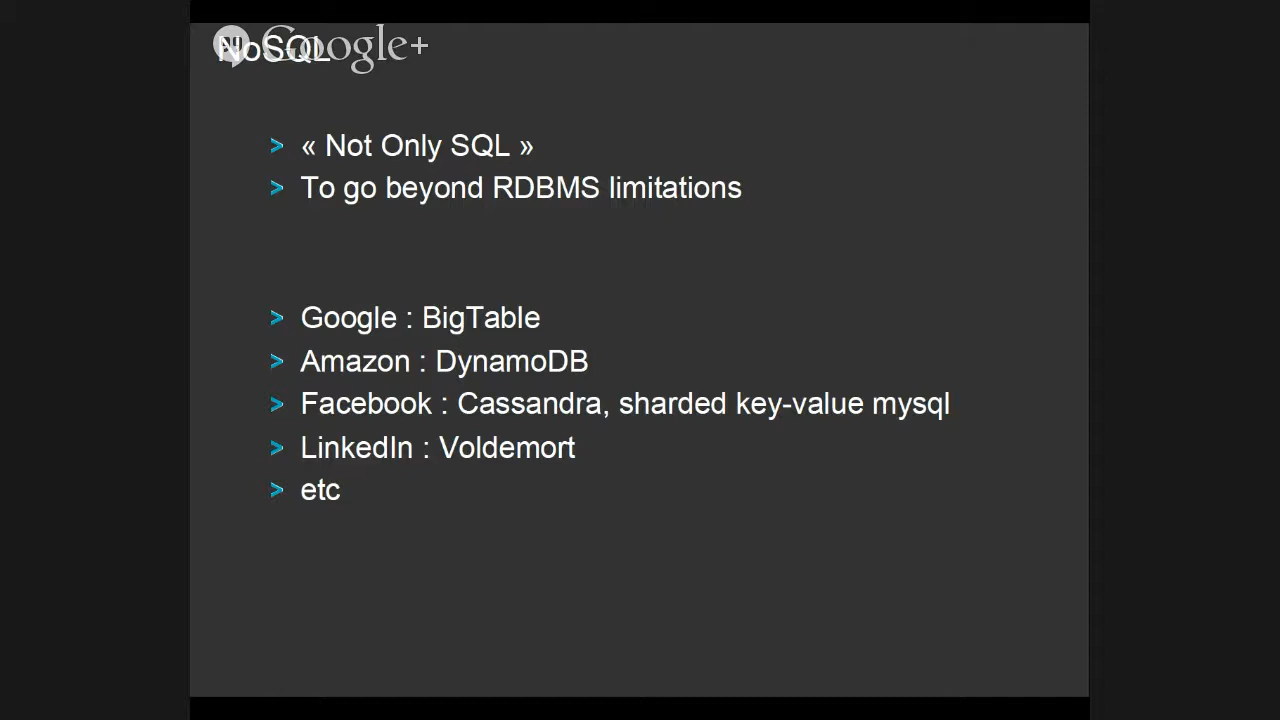 NoSQL
Google+
« Not Only SQL »
To go beyond RDBMS limitations
Google : BigTable
Amazon : DynamoDB
Facebook : Cassandra, sharded key-value mysql
LinkedIn : Voldemort
etc